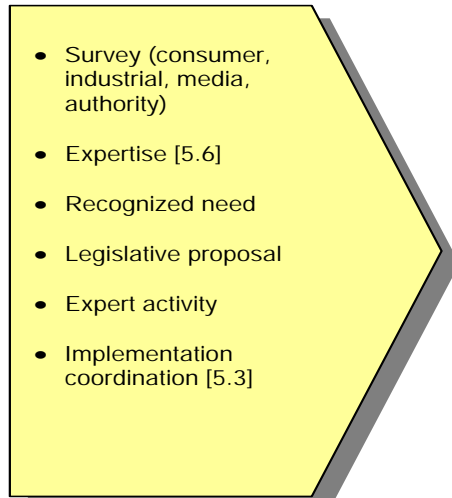 • Survey (consumer,
industrial, media,
authority)
• Expertise [5.6]
• Recognized need
• Legislative proposal
• Expert activity
• Implementation
coordination [5.3]